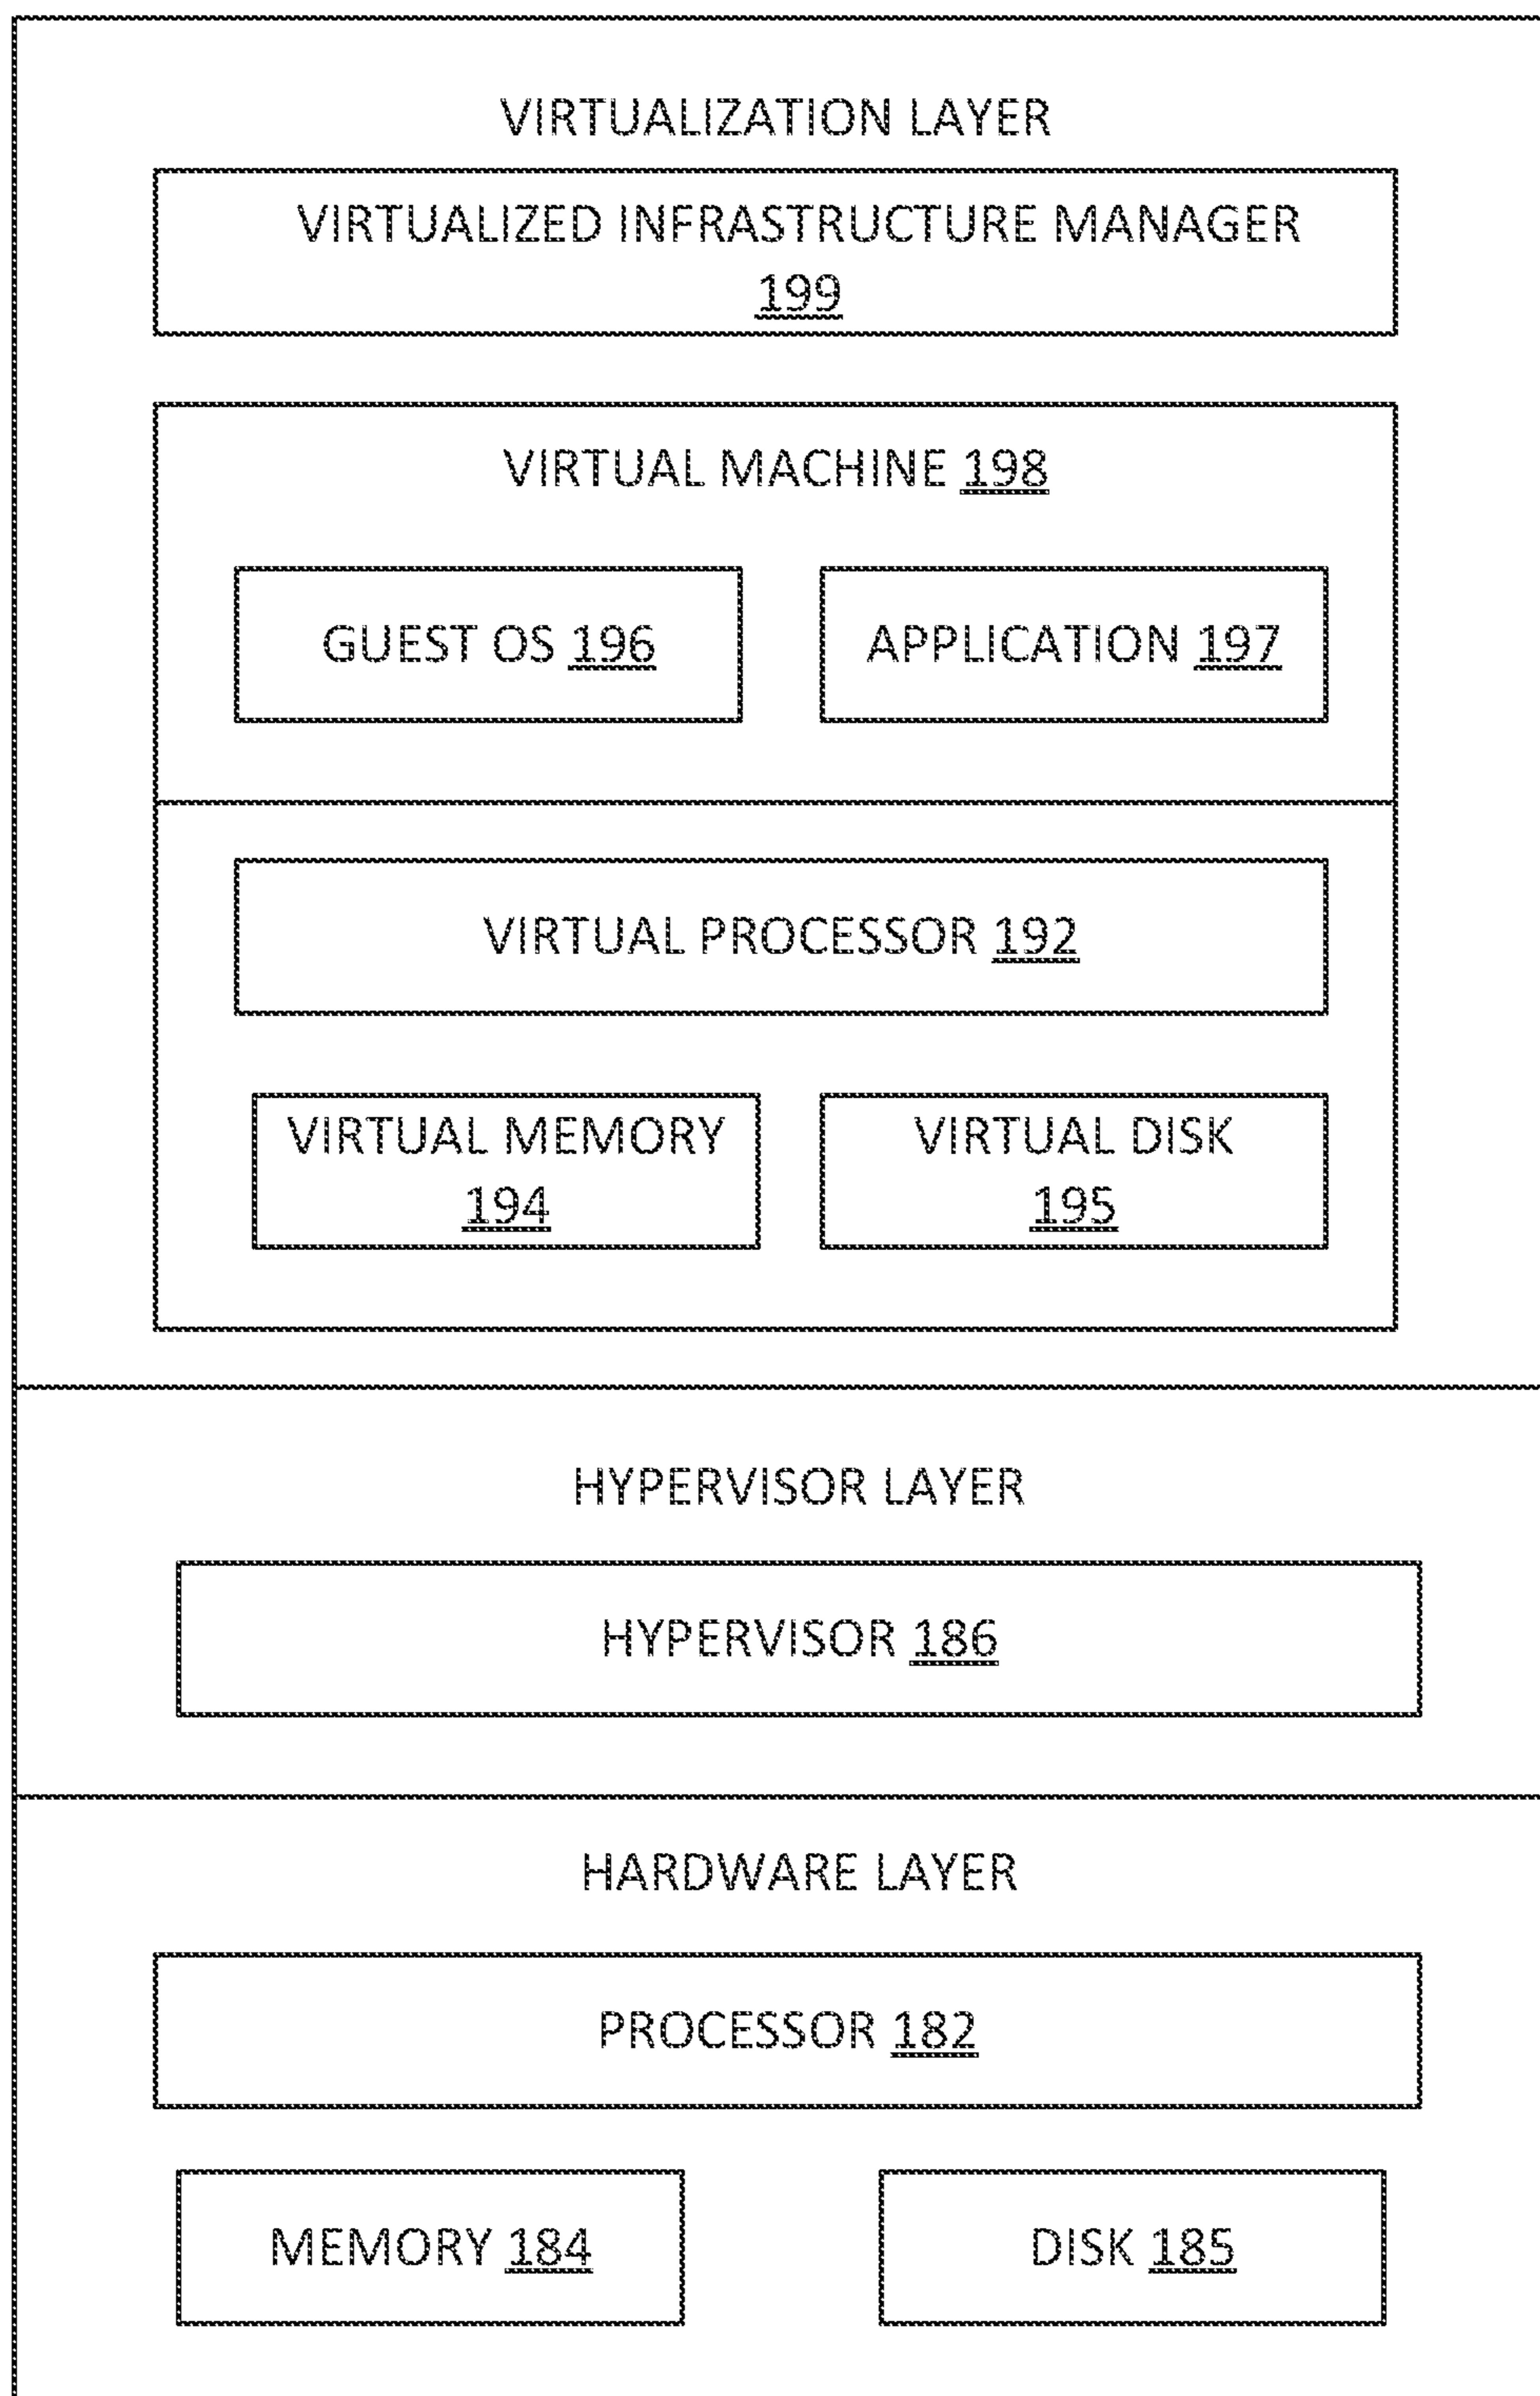 VIRTUALIZATION LAYER
VIRTUALIZED INFRASTRUCTURE MANAGER
199
VIRTUAL MACHINE 198
GUEST OS 196
APPLICATION 197
VIRTUAL PROCESSOR 192
VIRTUAL MEMORY
194
VIRTUAL DISK
195
HYPERVISOR LAYER
HYPERVISOR 186
HARDWARE LAYER
PROCESSOR 182
MEMORY 184
DISK 185